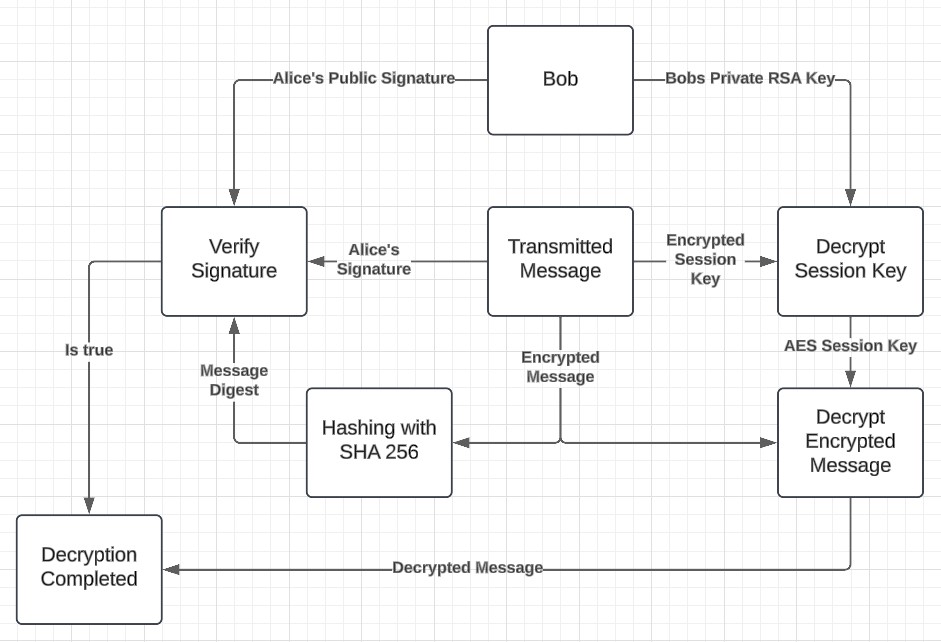 Bob
Alice's Public Signature
Bobs Private RSA Key
Verify
Signature
Alice's
Signature
Transmitted
Message
Encrypted
Session
Key
Decrypt
Session Key
Is true
Message
Digest
Encrypted
Message
AES Session Key
Hashing with
SHA 256
Decrypt
Encrypted
Message
Decryption
Completed
Decrypted Message